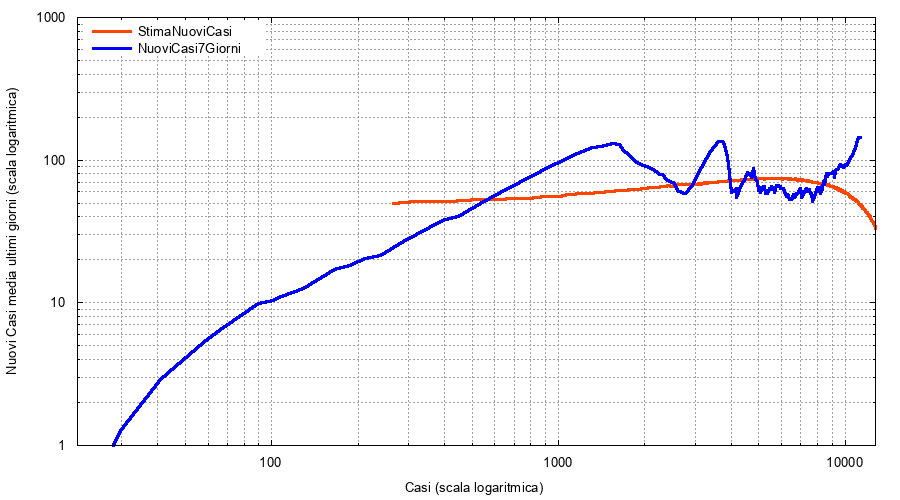 1000
StimaNuoviCasi
NuoviCasi7Giorni
Nuovi Casi media ultimi giorni (scala logaritmica)
100
10
1
100
1000
10000
Casi (scala logaritmica)